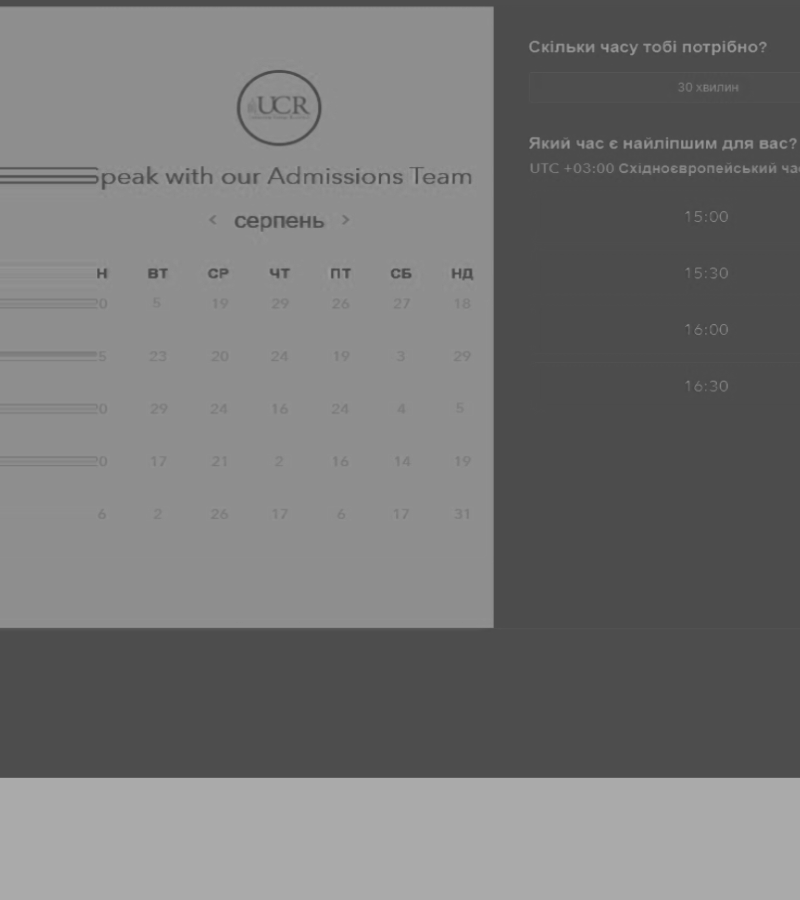 UCR
peak with our Admissions Team
< серпень >
Н ВТ СР ЧТ ПТ СБ НД
0 5 19 29 26 27 18
5 23 20 24 19 3 29
0 29 24 16 24 4 5
0 17 21 2 16 14 19
6 2 26 17 6 17 31
Скільки часу тобі потрібно?
30 хвилин
Який час є найліпшим для вас?
UTC +03:00 Східноєвропейський
15:00
15:30
16:00
16:30